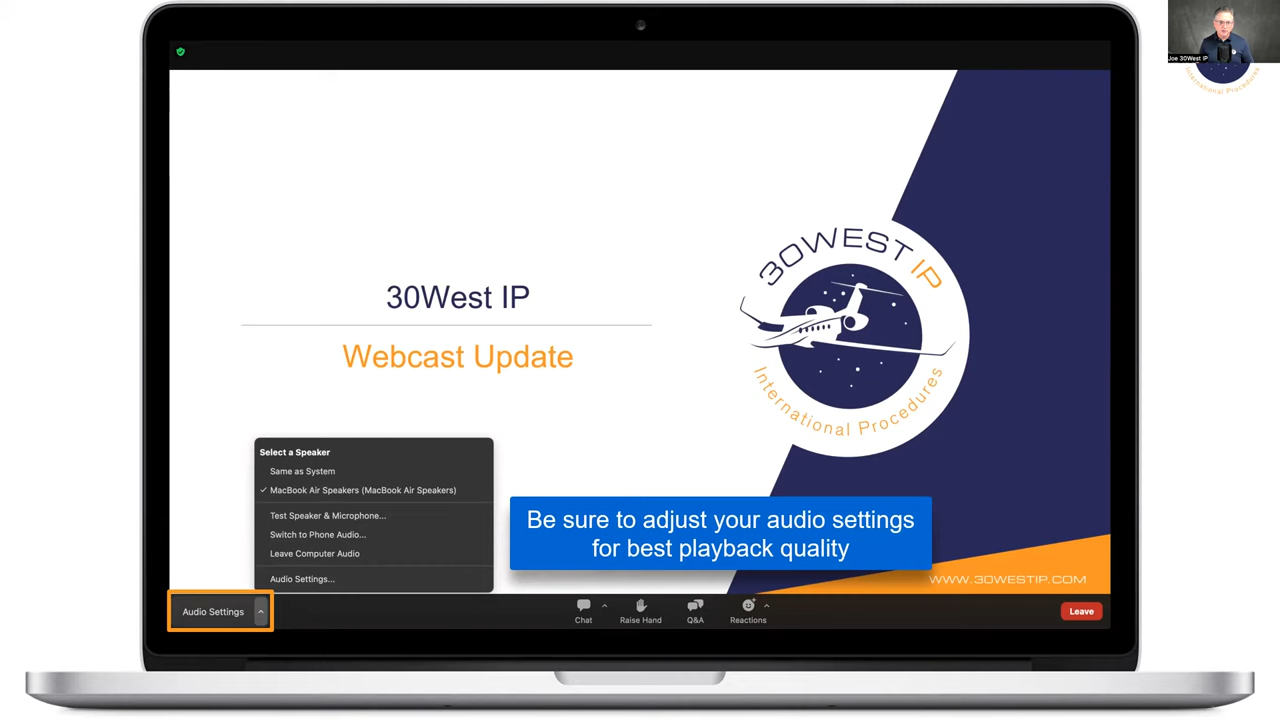 Joe 30West IP
International Procedures
30WEST IP
International Procedures
30West IP
Webcast Update
Select a Speaker
Same as System
✓ MacBook Air Speakers (MacBook Air Speakers)
Test Speaker & Microphone...
Switch to Phone Audio...
Leave Computer Audio
Audio Settings...
Be sure to adjust your audio settings
for best playback quality
WWW.30WESTIP.COM
Audio Settings
Chat
Raise Hand
Q&A
Reactions
Leave